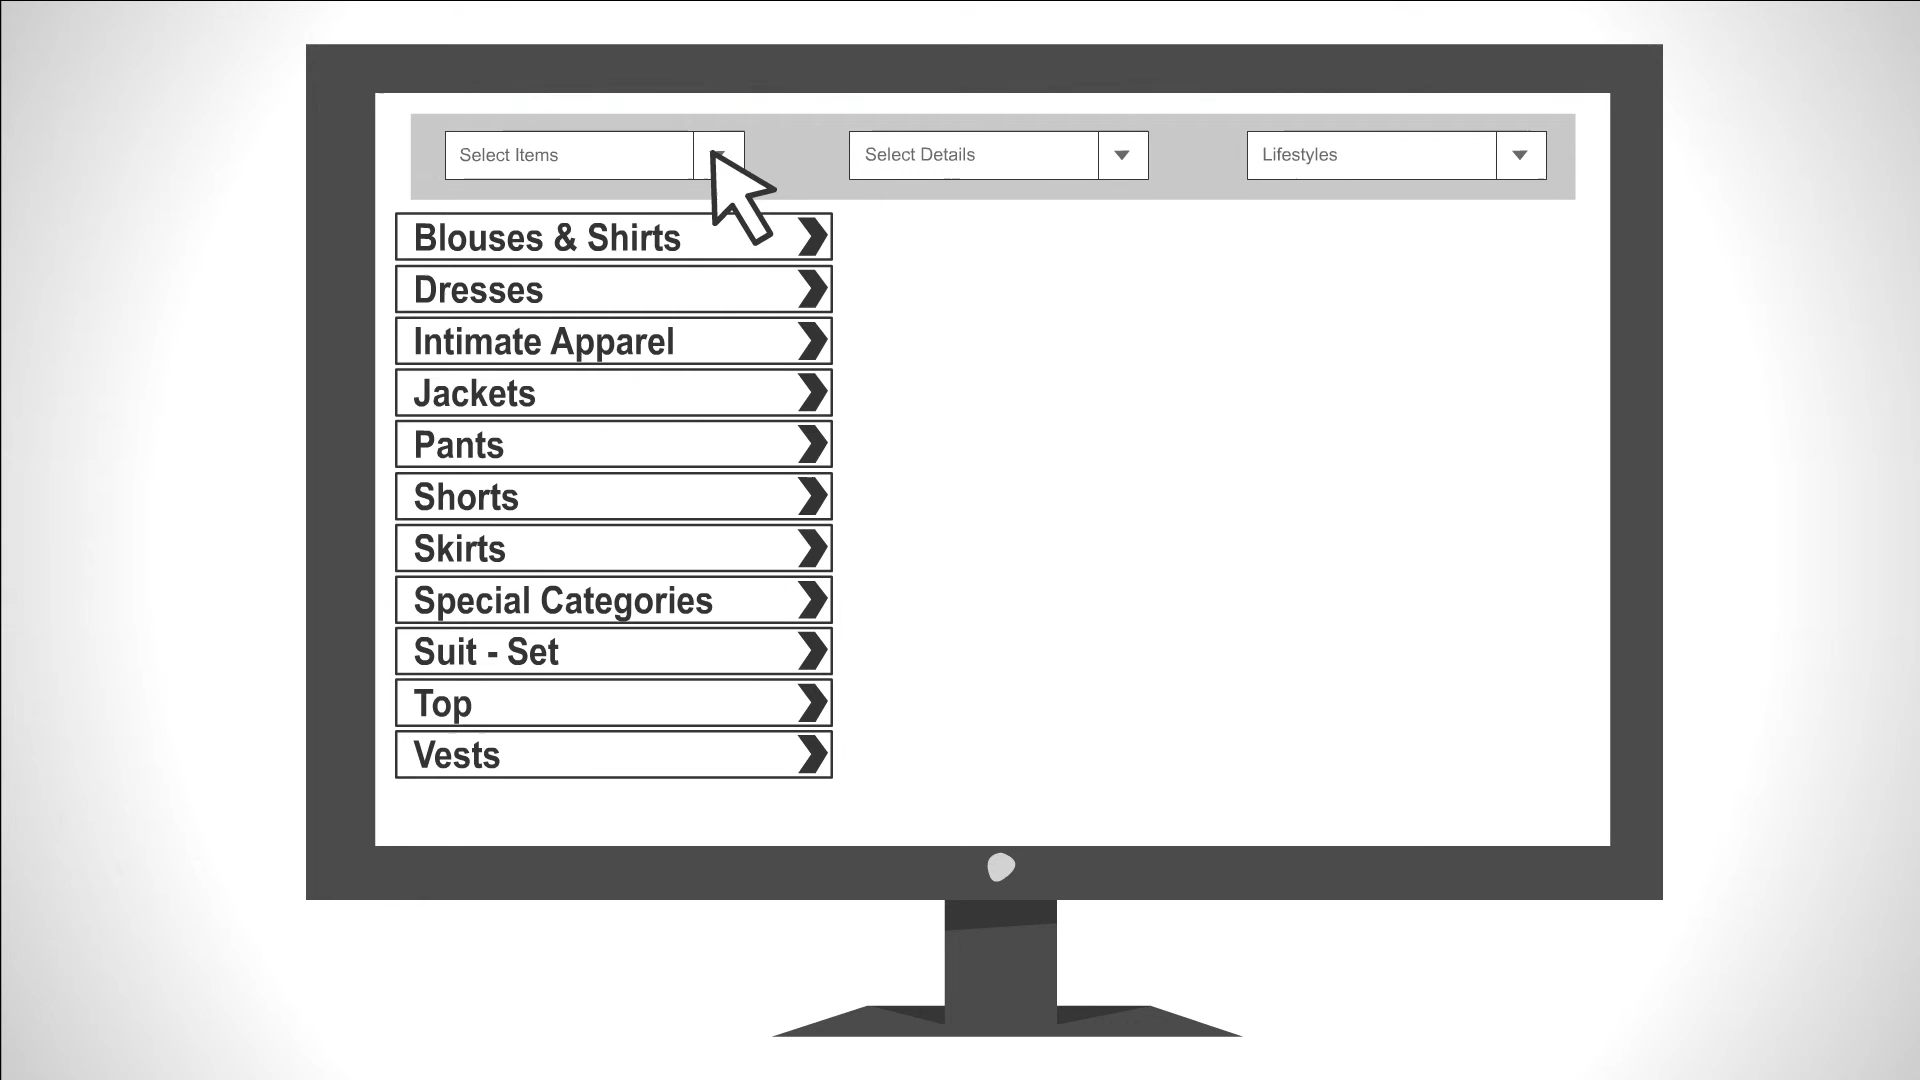 Select Items
Select Details
Lifestyles
Blouses & Shirts
Dresses
Intimate Apparel
Jackets
Pants
Shorts
Skirts
Special Categories
Suit - Set
Top
Vests